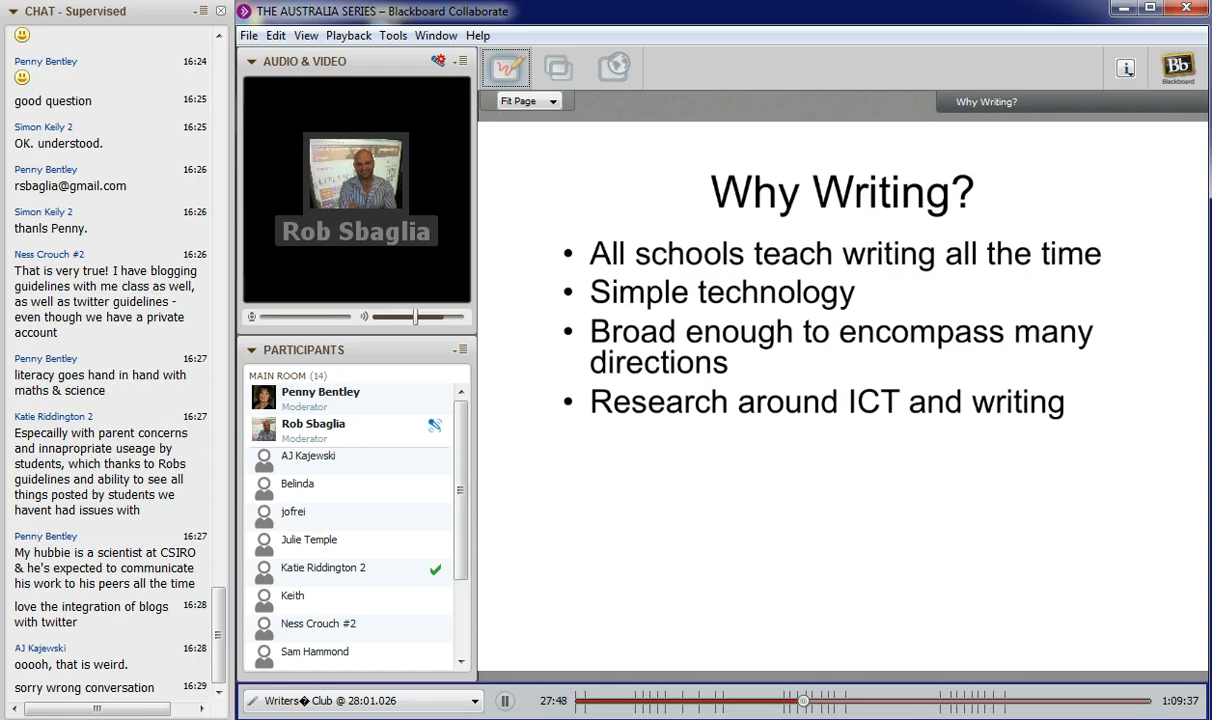 CHAT - Supervised
Penny Bentley 16:24
good question 16:25
Simon Keily 2 16:25
OK. understood.
Penny Bentley 16:26
rsbaglia@gmail.com
Simon Keily 2 16:26
thanls Penny.
Ness Crouch #2 16:26
That is very true! I have blogging
guidelines with me class as well,
as well as twitter guidelines -
even though we have a private
account
Penny Bentley 16:27
literacy goes hand in hand with
maths & science
Katie Riddington 2 16:27
Especailly with parent concerns
and innapropriate useage by
students, which thanks to Robs
guidelines and ability to see all
things posted by students we
havent had issues with
Penny Bentley 16:27
My hubbie is a scientist at CSIRO
& he's expected to communicate
his work to his peers all the time
love the integration of blogs 16:28
with twitter
AJ Kajewski 16:28
ooooh, that is weird.
sorry wrong conversation 16:29
THE AUSTRALIA SERIES – Blackboard Collaborate
File Edit View Playback Tools Window Help
AUDIO & VIDEO
Rob Sbaglia
PARTICIPANTS
MAIN ROOM (14)
Penny Bentley
Moderator
Rob Sbaglia
Moderator
AJ Kajewski
Belinda
jofrei
Julie Temple
Katie Riddington 2
Keith
Ness Crouch #2
Sam Hammond
Bb
Blackboard
Fit Page
Why Writing?
Why Writing?
• All schools teach writing all the time
• Simple technology
• Broad enough to encompass many
directions
• Research around ICT and writing
Writers� Club @ 28:01.026
27:48
1:09:37